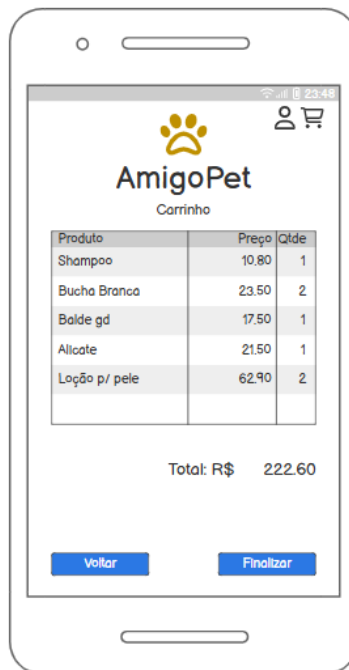 23:48
AmigoPet
Carrinho
Produto Preço Qtde
Shampoo 10.80 1
Bucha Branca 23.50 2
Balde gd 17.50 1
Alicate 21.50 1
Loção p/ pele 62.90 2
Total: R$ 222.60
Voltar Finalizar